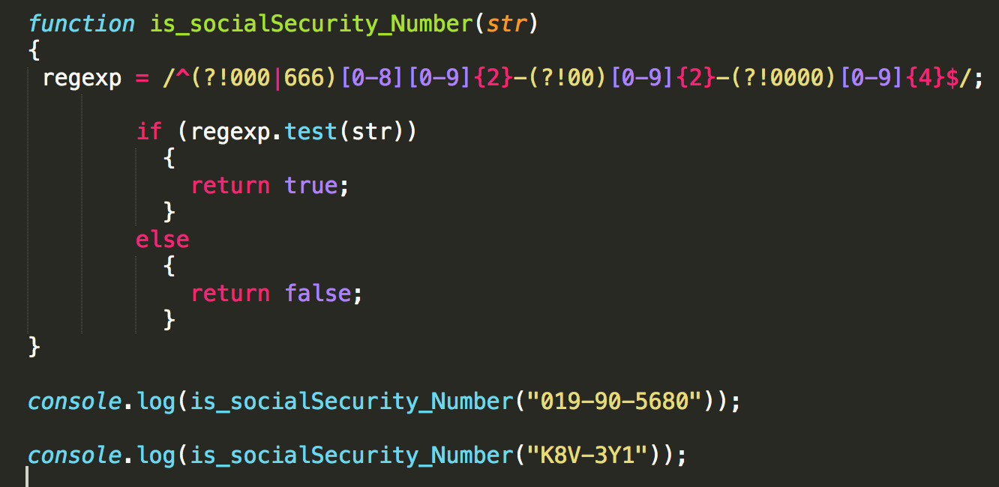 function is_socialSecurity_Number(str)
{
regexp = /^(?!000|666)[0-8][0-9]{2}-(?!00)[0-9]{2}-(?!0000)[0-9]{4}$/;
if (regexp.test(str))
{
return true;
}
else
{
return false;
}
}
console.log(is_socialSecurity_Number("019-90-5680"));
console.log(is_socialSecurity_Number("K8V-3Y1"));